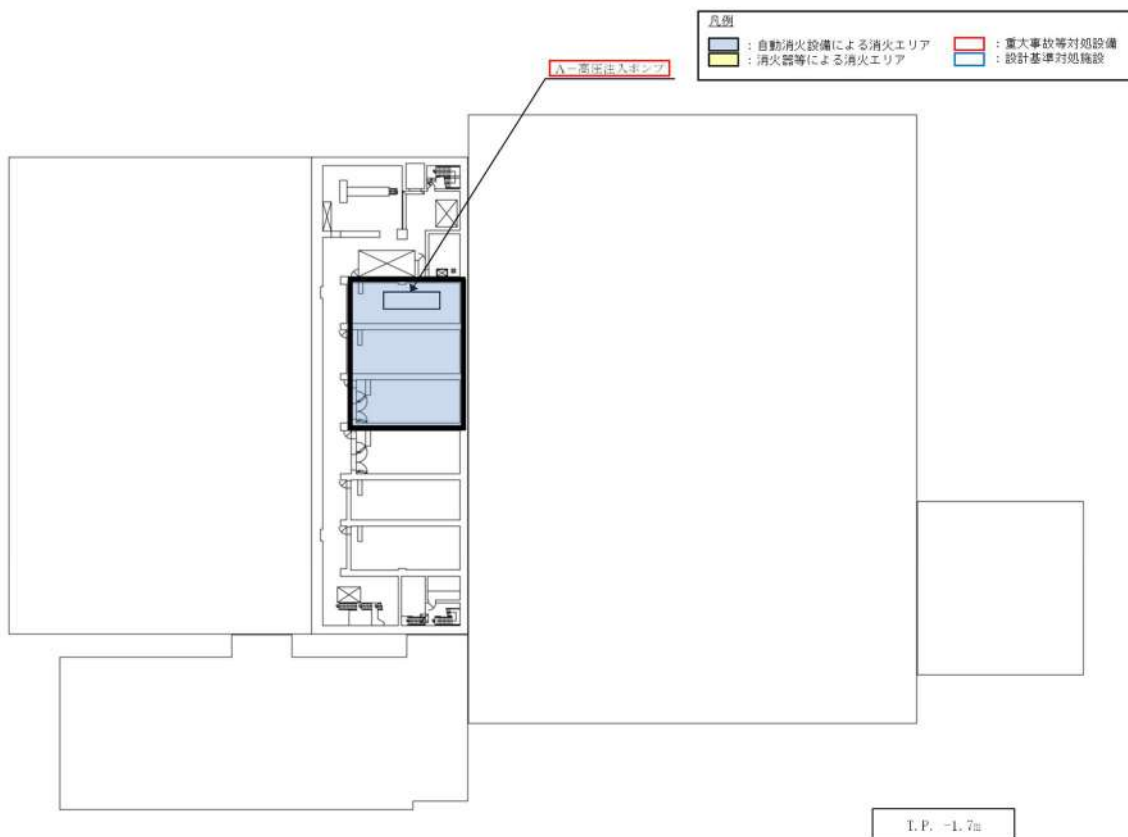 凡例
：自動消火設備による消火エリア
：重大事故等対処設備
：消火器等による消火エリア
：設計基準対処施設
A－高圧注入ポンプ
T.P. -1.7m